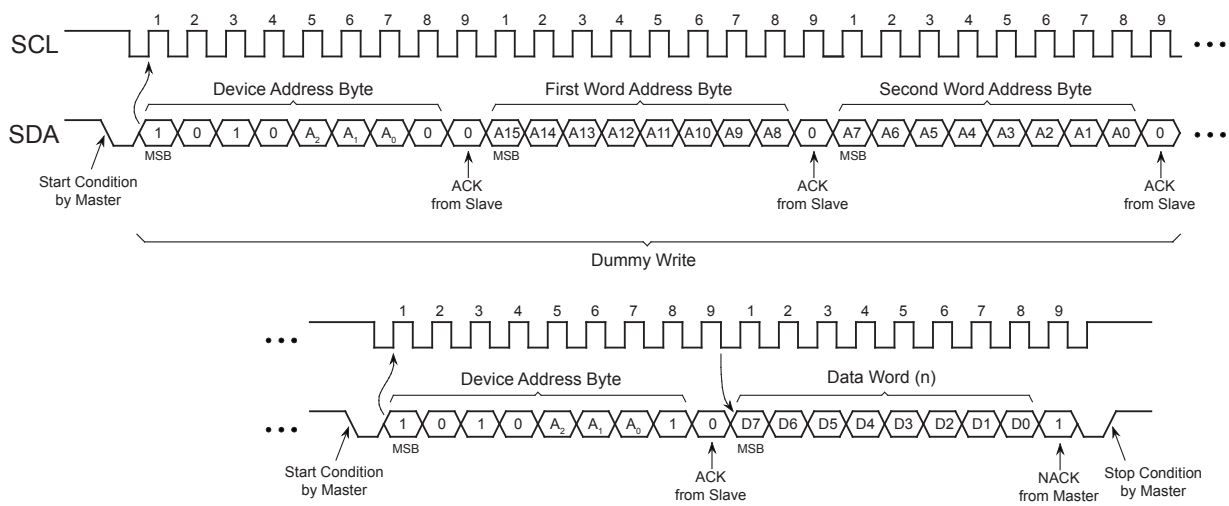 1 2 3 4 5 6 7 8 9 1 2 3 4 5 6 7 8 9 1 2 3 4 5 6 7 8 9
SCL
Device Address Byte First Word Address Byte Second Word Address Byte
SDA 1 0 1 0 A2 A1 A0 0 0 A15 A14 A13 A12 A11 A10 A9 A8 0 A7 A6 A5 A4 A3 A2 A1 A0 0
MSB MSB MSB
Start Condition
by Master
ACK
from Slave
ACK
from Slave
ACK
from Slave
Dummy Write
1 2 3 4 5 6 7 8 9 1 2 3 4 5 6 7 8 9
Device Address Byte Data Word (n)
1 0 1 0 A2 A1 A0 1 0 D7 D6 D5 D4 D3 D2 D1 D0 1
MSB MSB
Start Condition
by Master
ACK
from Slave
NACK
from Master
Stop Condition
by Master